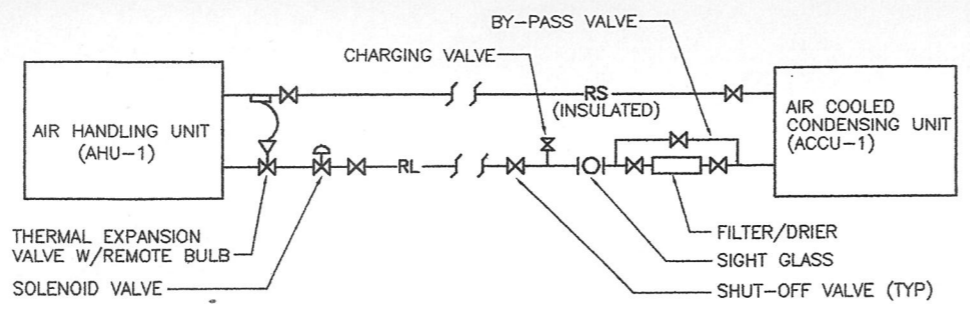 BY-PASS VALVE
CHARGING VALVE
RS
(INSULATED)
AIR HANDLING UNIT
(AHU-1)
AIR COOLED
CONDENSING UNIT
(ACCU-1)
RL
THERMAL EXPANSION
VALVE W/REMOTE BULB
SOLENOID VALVE
FILTER/DRIER
SIGHT GLASS
SHUT-OFF VALVE (TYP)